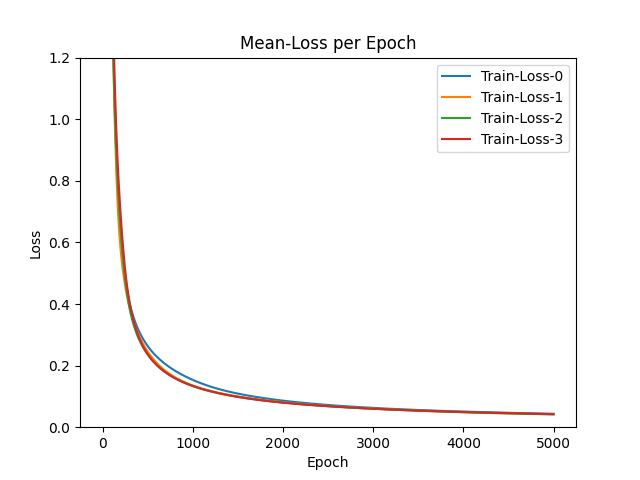 Mean-Loss per Epoch
Loss
1.2
1.0
0.8
0.6
0.4
0.2
0.0
Train-Loss-0
Train-Loss-1
Train-Loss-2
Train-Loss-3
0 1000 2000 3000 4000 5000
Epoch